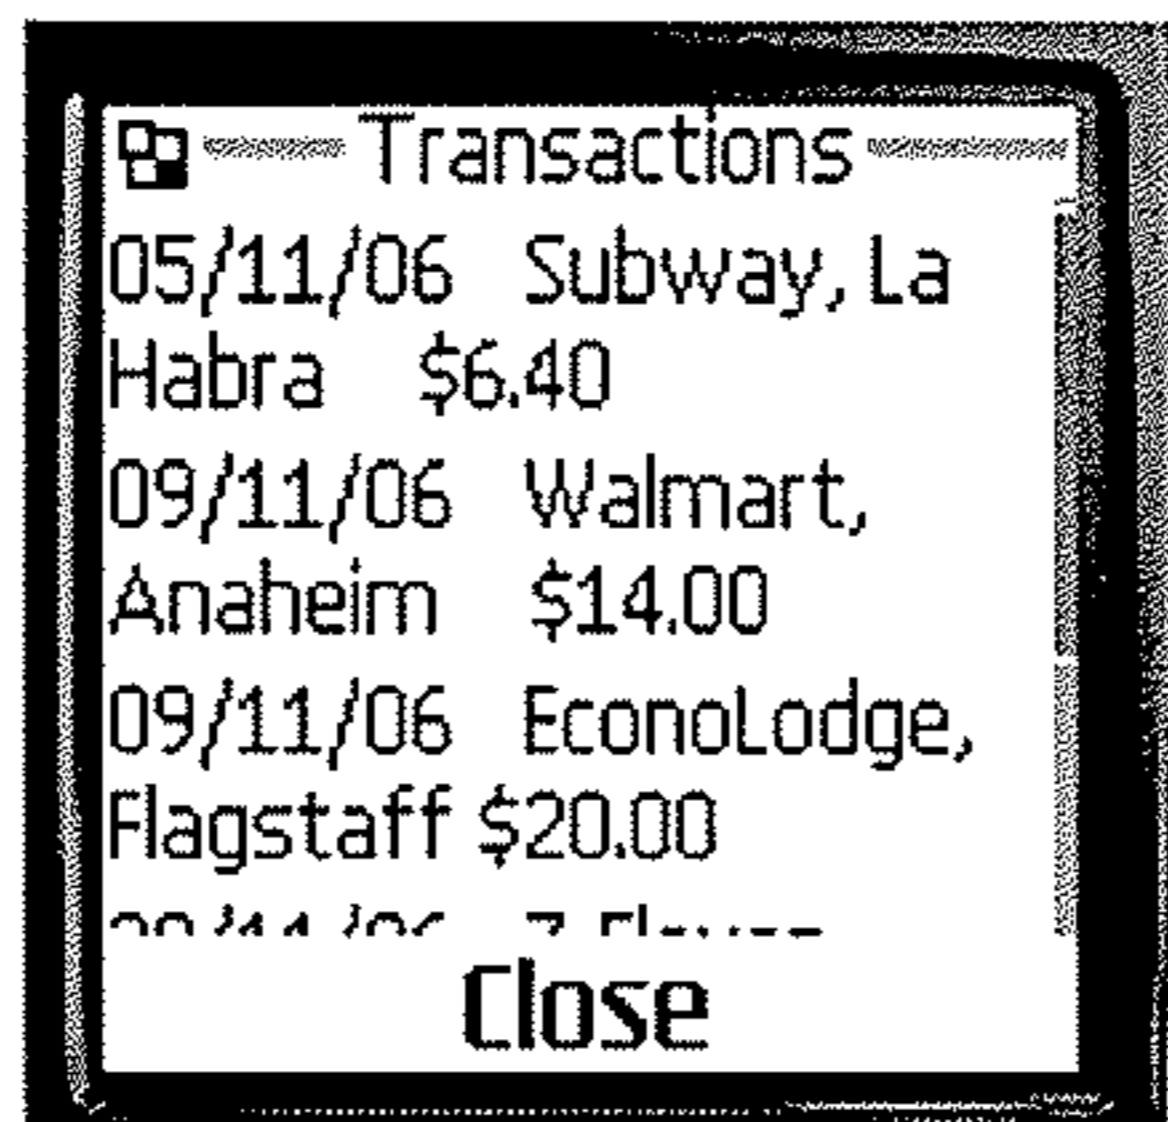 Transactions
05/11/06 Subway, La
Habra $6.40
09/11/06 Walmart,
Anaheim $14.00
09/11/06 EconoLodge,
Flagstaff $20.00
Close